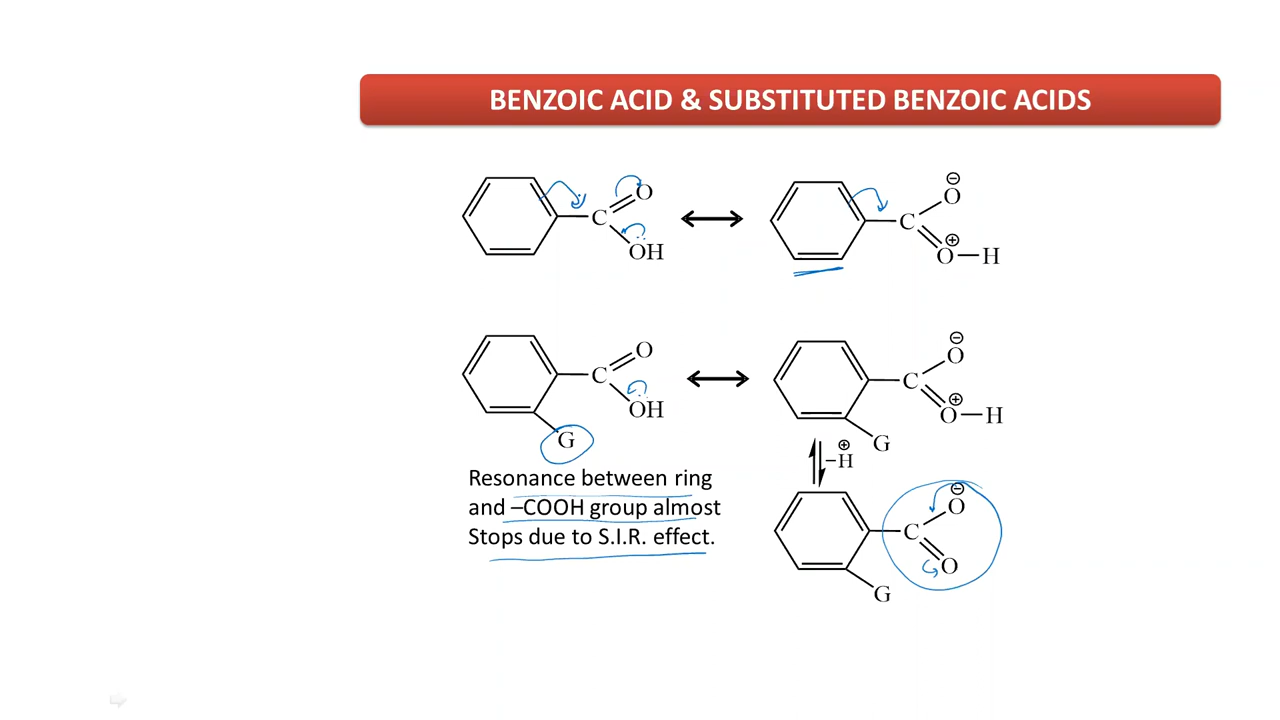 BENZOIC ACID & SUBSTITUTED BENZOIC ACIDS
C O OH
C O ⊖ O ⊕ H
C O OH
G
C O ⊖ O ⊕ H
G
–H ⊕
Resonance between ring
and –COOH group almost
Stops due to S.I.R. effect.
C O ⊖ O
G